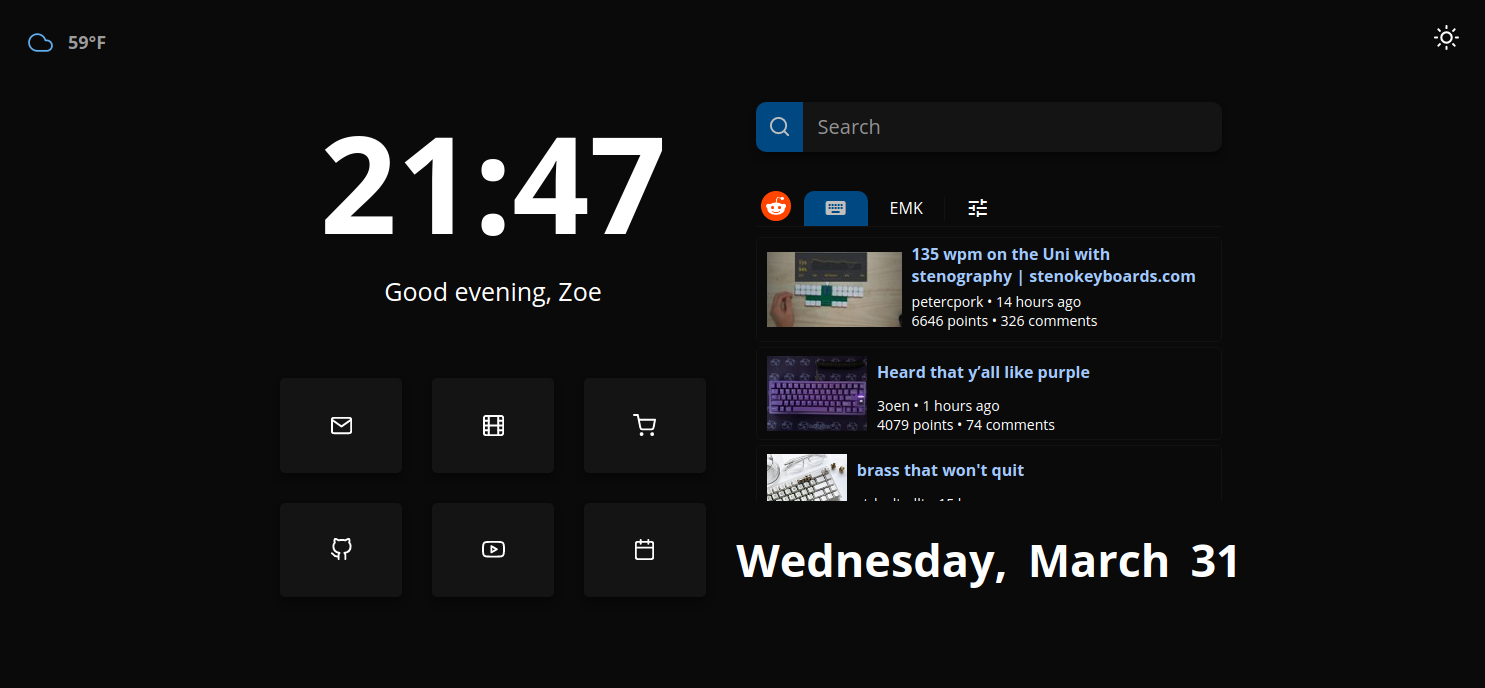 59°F
21:47
Good evening, Zoe
Search
EMK
135 wpm on the Uni with
stenography | stenokeyboards.com
petercpork • 14 hours ago
6646 points • 326 comments
Heard that y’all like purple
3oen • 1 hours ago
4079 points • 74 comments
brass that won't quit
Wednesday, March 31